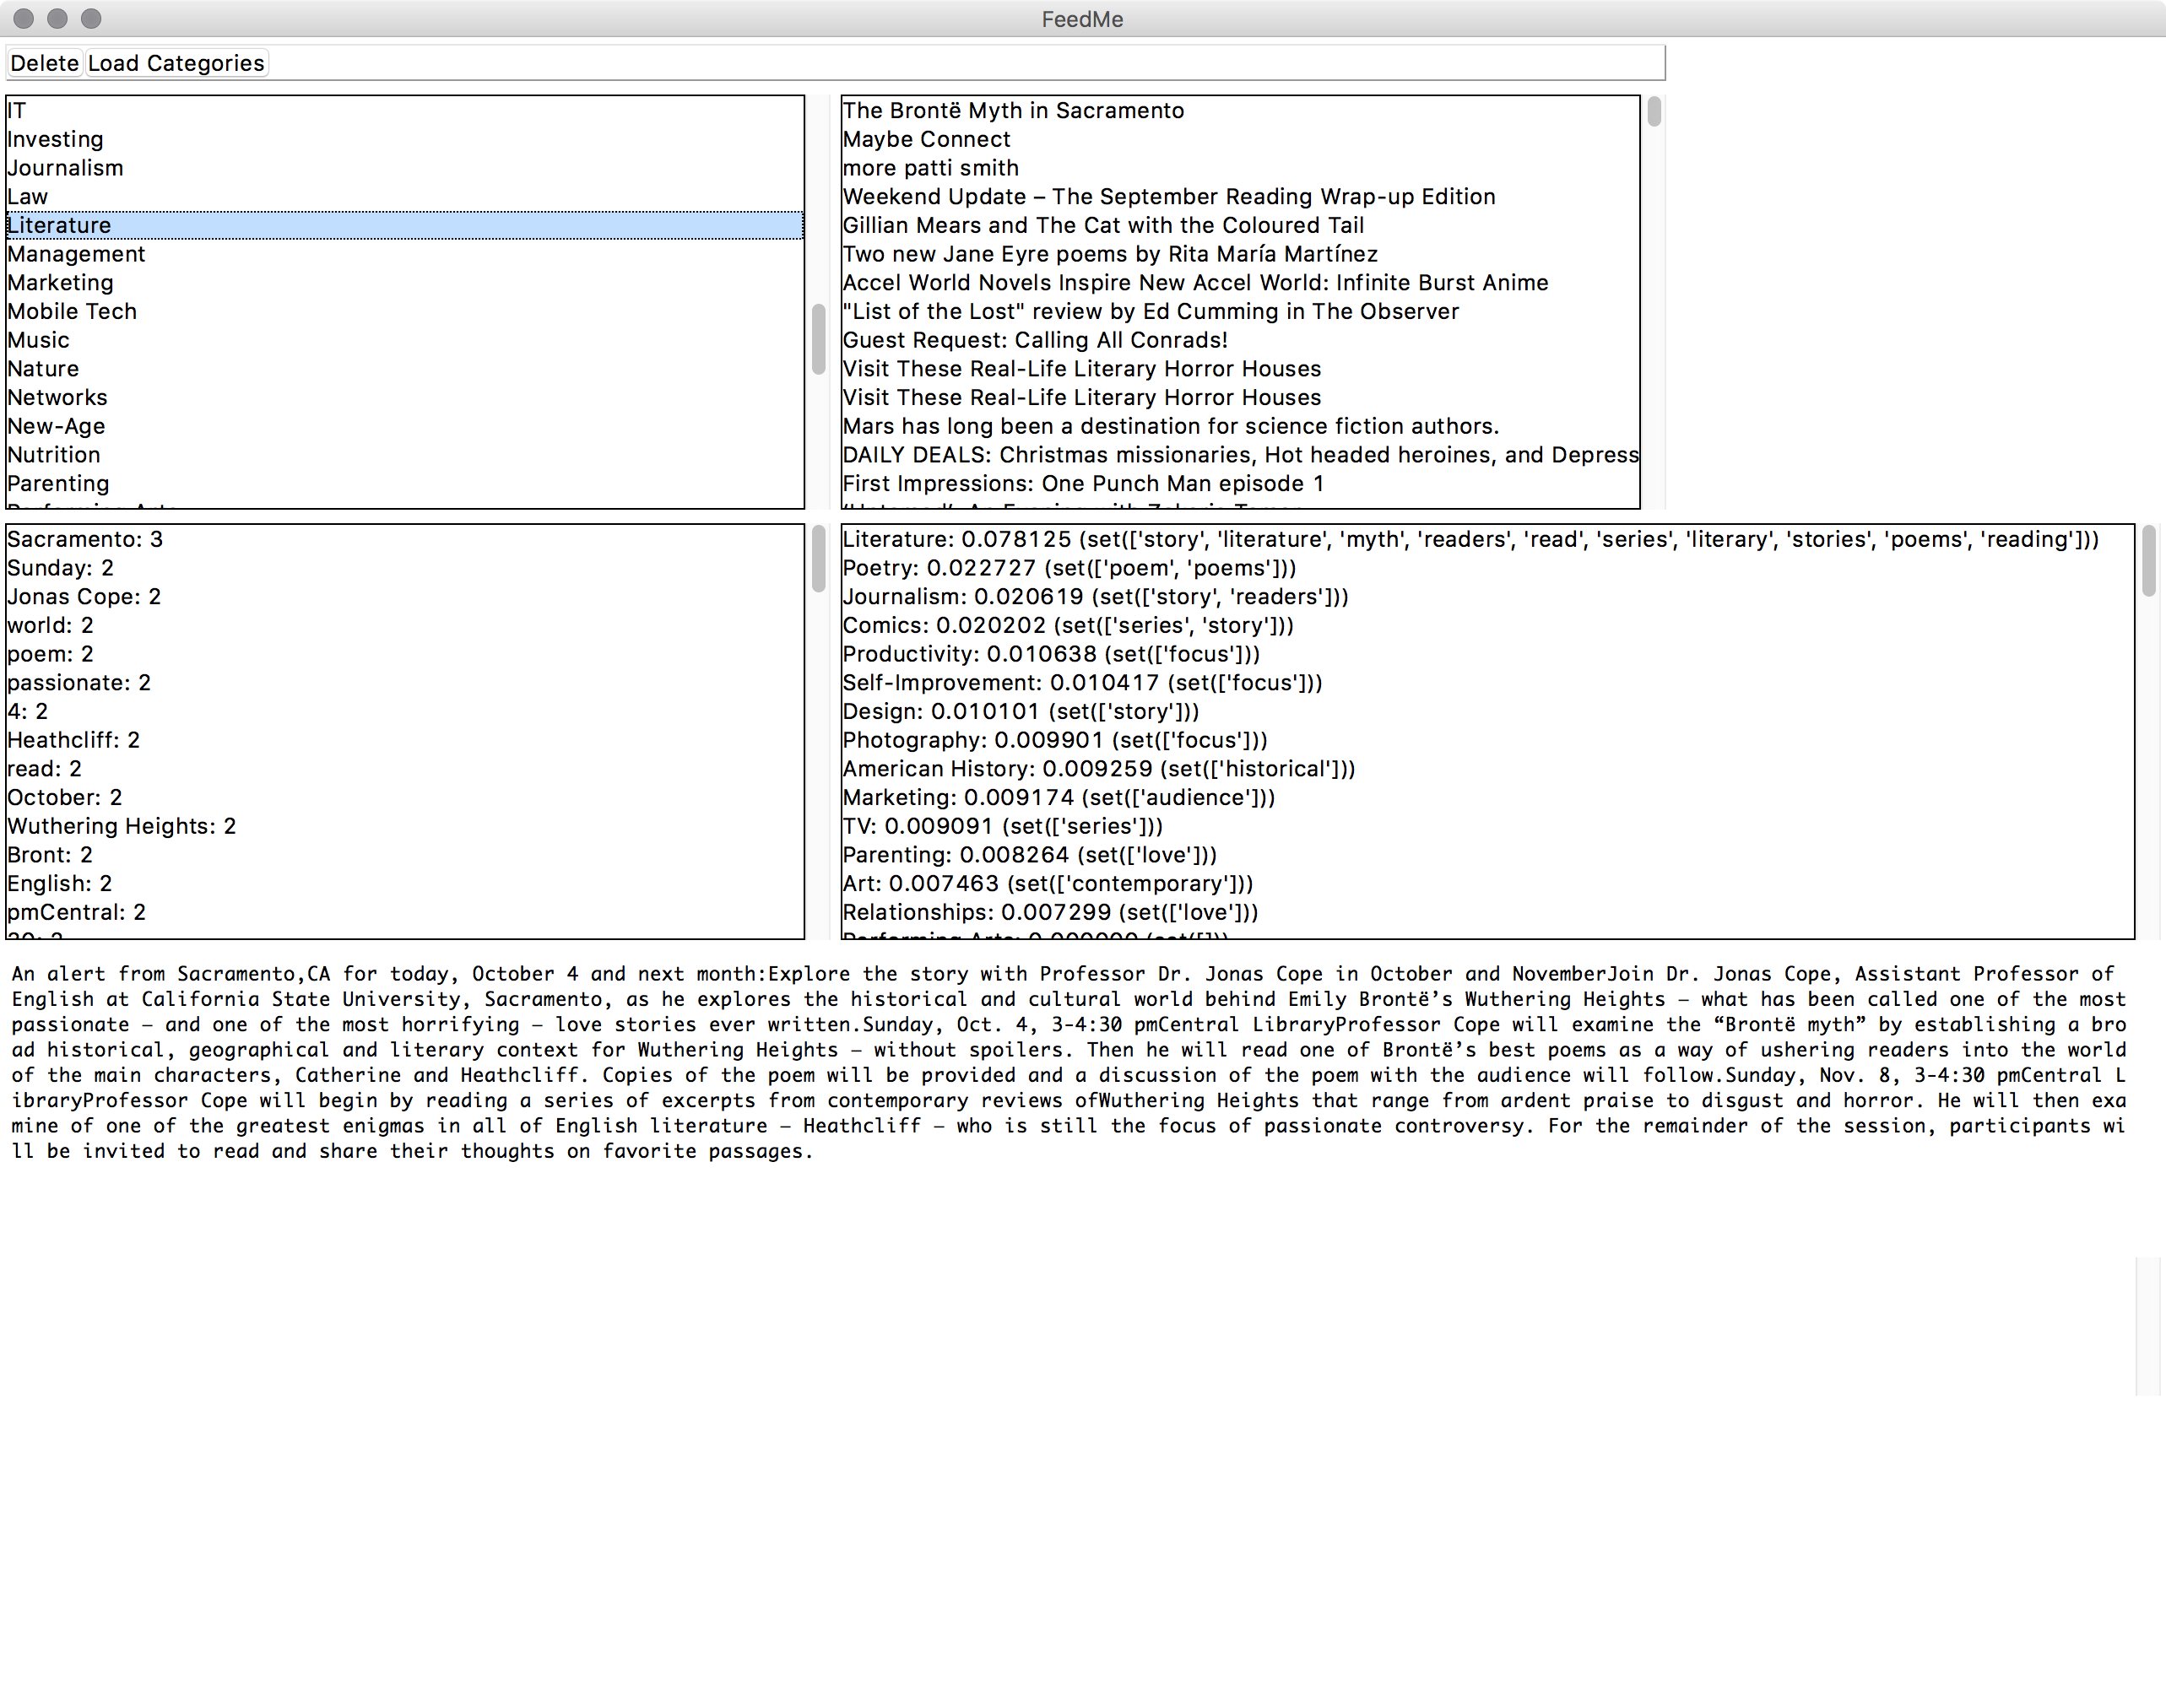 FeedMe
Delete
Load Categories
IT
Investing
Journalism
Law
Literature
Management
Marketing
Mobile Tech
Music
Nature
Networks
New-Age
Nutrition
Parenting
Performing Arts
The Brontë Myth in Sacramento
Maybe Connect
more patti smith
Weekend Update – The September Reading Wrap-up Edition
Gillian Mears and The Cat with the Coloured Tail
Two new Jane Eyre poems by Rita María Martínez
Accel World Novels Inspire New Accel World: Infinite Burst Anime
"List of the Lost" review by Ed Cumming in The Observer
Guest Request: Calling All Conrads!
Visit These Real-Life Literary Horror Houses
Visit These Real-Life Literary Horror Houses
Mars has long been a destination for science fiction authors.
DAILY DEALS: Christmas missionaries, Hot headed heroines, and Depress
First Impressions: One Punch Man episode 1
An Evening with
Sacramento: 3
Sunday: 2
Jonas Cope: 2
world: 2
poem: 2
passionate: 2
4: 2
Heathcliff: 2
read: 2
October: 2
Wuthering Heights: 2
Bront: 2
English: 2
pmCentral: 2
Literature: 0.078125 (set(['story', 'literature', 'myth', 'readers', 'read', 'series', 'literary', 'stories', 'poems', 'reading']))
Poetry: 0.022727 (set(['poem', 'poems']))
Journalism: 0.020619 (set(['story', 'readers']))
Comics: 0.020202 (set(['series', 'story']))
Productivity: 0.010638 (set(['focus']))
Self-Improvement: 0.010417 (set(['focus']))
Design: 0.010101 (set(['story']))
Photography: 0.009901 (set(['focus']))
American History: 0.009259 (set(['historical']))
Marketing: 0.009174 (set(['audience']))
TV: 0.009091 (set(['series']))
Parenting: 0.008264 (set(['love']))
Art: 0.007463 (set(['contemporary']))
Relationships: 0.007299 (set(['love']))
Performing Arts: 0.000000 (set([]))
An alert from Sacramento,CA for today, October 4 and next month:Explore the story with Professor Dr. Jonas Cope in October and NovemberJoin Dr. Jonas Cope, Assistant Professor of
English at California State University, Sacramento, as he explores the historical and cultural world behind Emily Brontë’s Wuthering Heights – what has been called one of the most
passionate – and one of the most horrifying – love stories ever written.Sunday, Oct. 4, 3-4:30 pmCentral LibraryProfessor Cope will examine the “Brontë myth” by establishing a bro
ad historical, geographical and literary context for Wuthering Heights – without spoilers. Then he will read one of Brontë’s best poems as a way of ushering readers into the world
of the main characters, Catherine and Heathcliff. Copies of the poem will be provided and a discussion of the poem with the audience will follow.Sunday, Nov. 8, 3-4:30 pmCentral L
ibraryProfessor Cope will begin by reading a series of excerpts from contemporary reviews ofWuthering Heights that range from ardent praise to disgust and horror. He will then exa
mine of one of the greatest enigmas in all of English literature – Heathcliff – who is still the focus of passionate controversy. For the remainder of the session, participants wi
ll be invited to read and share their thoughts on favorite passages.